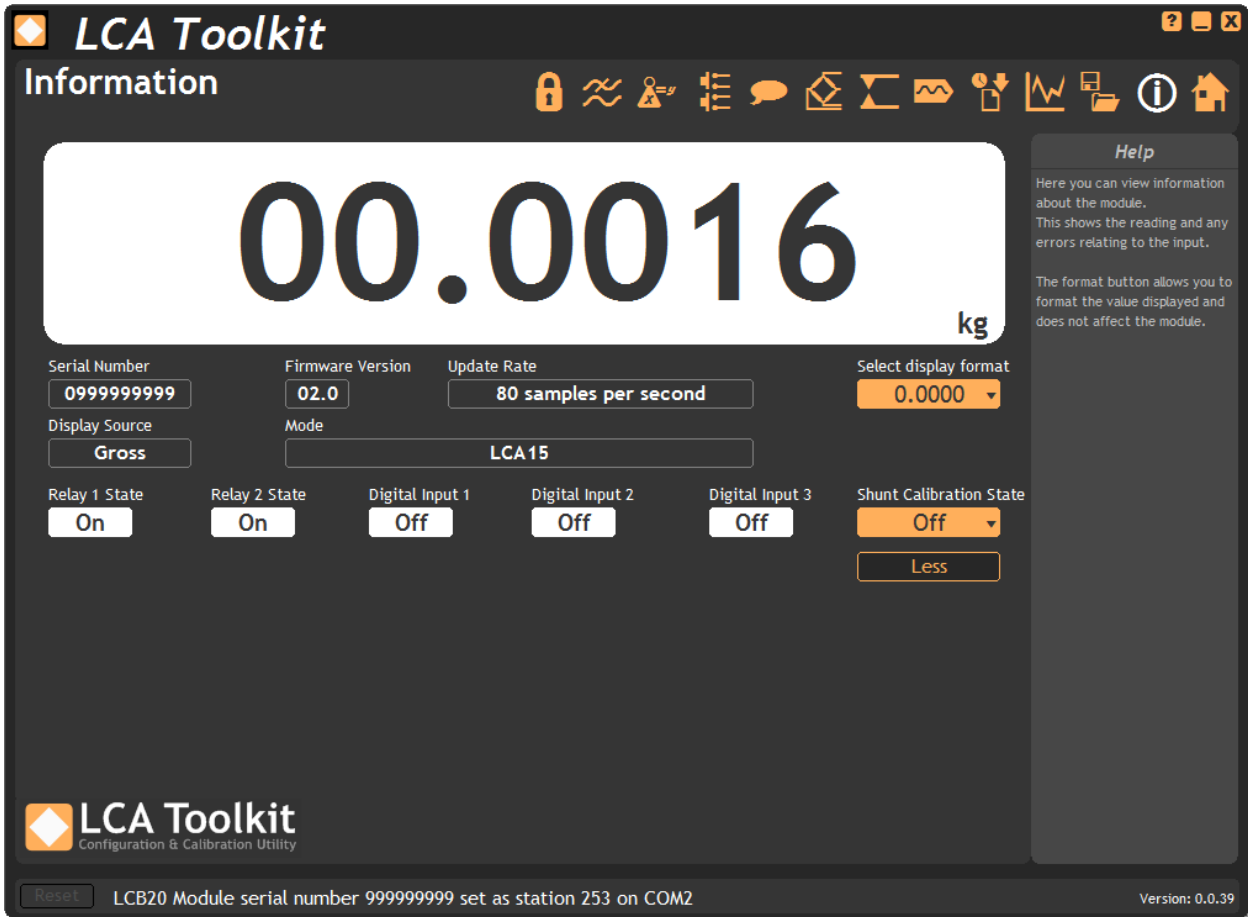 LCA Toolkit
? _ X
Information
x =y
i
00.0016
kg
Serial Number
0999999999
Firmware Version
02.0
Update Rate
80 samples per second
Select display format
0.0000
Display Source
Gross
Mode
LCA15
Relay 1 State
On
Relay 2 State
On
Digital Input 1
Off
Digital Input 2
Off
Digital Input 3
Off
Shunt Calibration State
Off
Less
Help
Here you can view information
about the module.
This shows the reading and any
errors relating to the input.
The format button allows you to
format the value displayed and
does not affect the module.
LCA Toolkit
Configuration & Calibration Utility
Reset
LCB20 Module serial number 999999999 set as station 253 on COM2
Version: 0.0.39